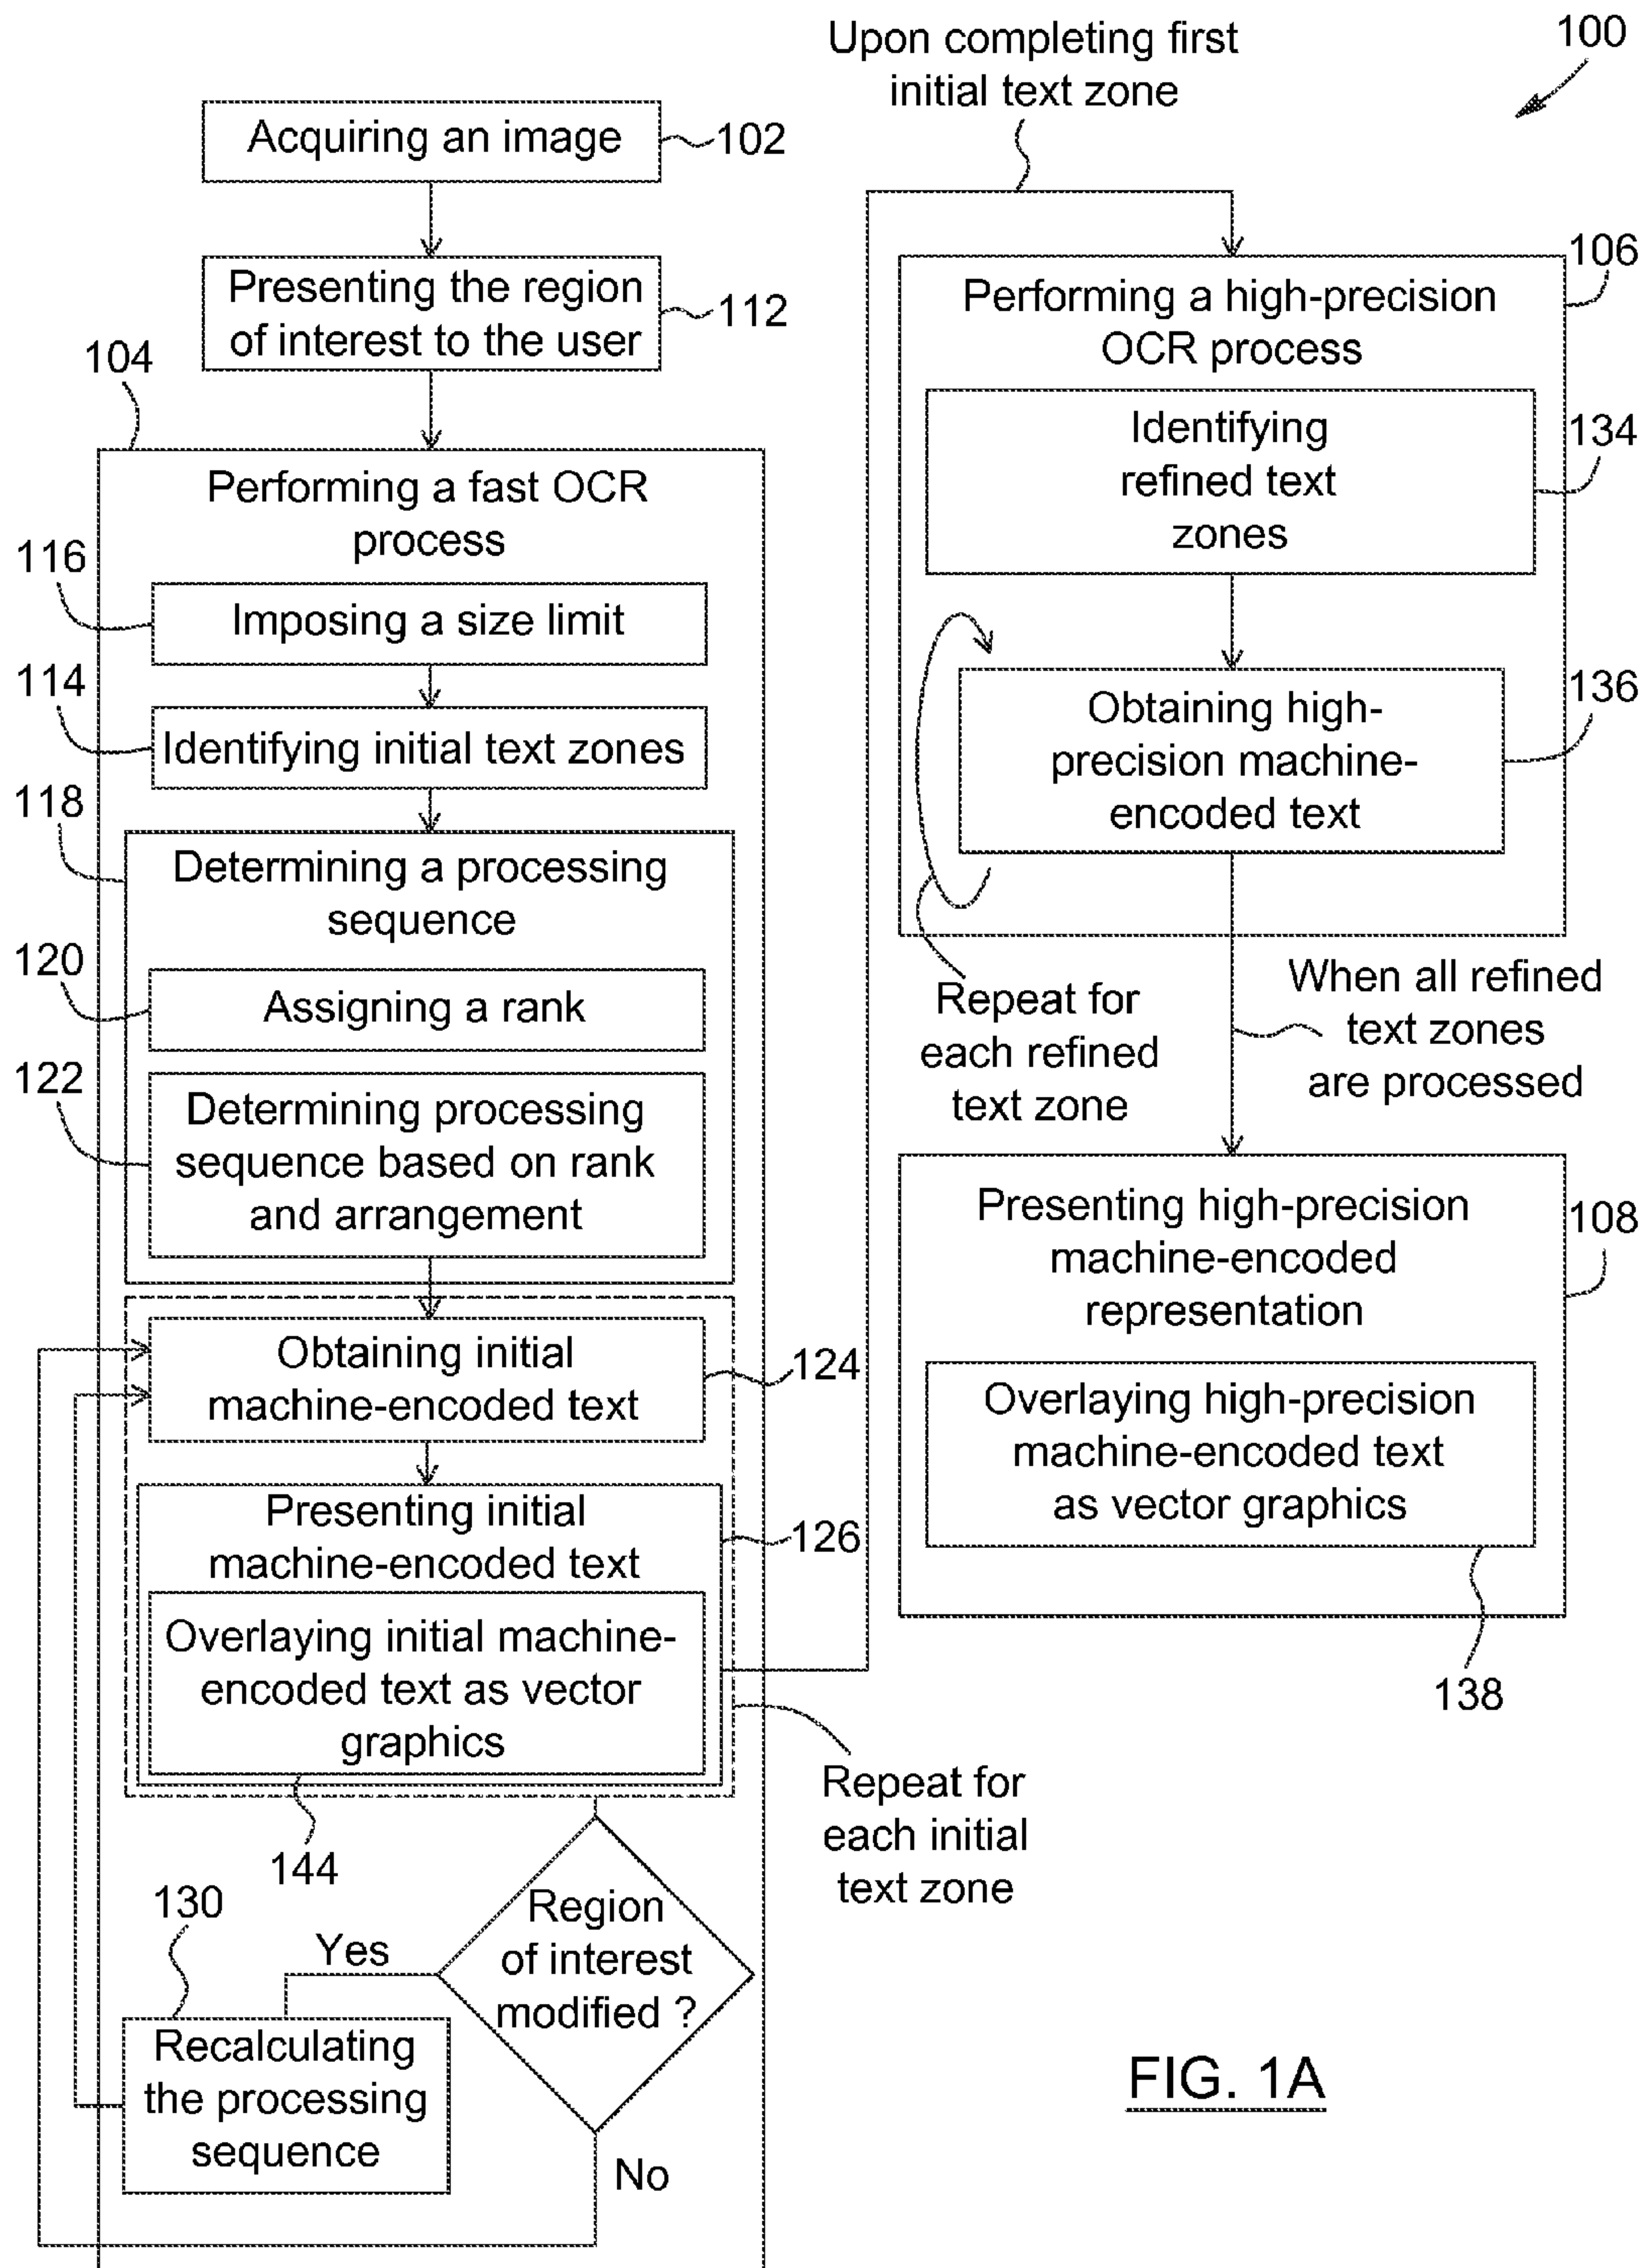 100
Acquiring an image
102
Presenting the region
of interest to the user
112
104
Performing a fast OCR
process
116
Imposing a size limit
114
Identifying initial text zones
118
Determining a processing
sequence
120
Assigning a rank
122
Determining processing
sequence based on rank
and arrangement
Obtaining initial
machine-encoded text
124
Presenting initial
machine-encoded text
126
Overlaying initial machine-
encoded text as vector
graphics
144
Repeat for
each initial
text zone
Region
of interest
modified ?
Yes
130
Recalculating
the processing
sequence
No
Upon completing first
initial text zone
106
Performing a high-precision
OCR process
Identifying
refined text
zones
134
Obtaining high-
precision machine-
encoded text
136
Repeat for
each refined
text zone
When all refined
text zones
are processed
Presenting high-precision
machine-encoded
representation
108
Overlaying high-precision
machine-encoded text
as vector graphics
138
FIG. 1A